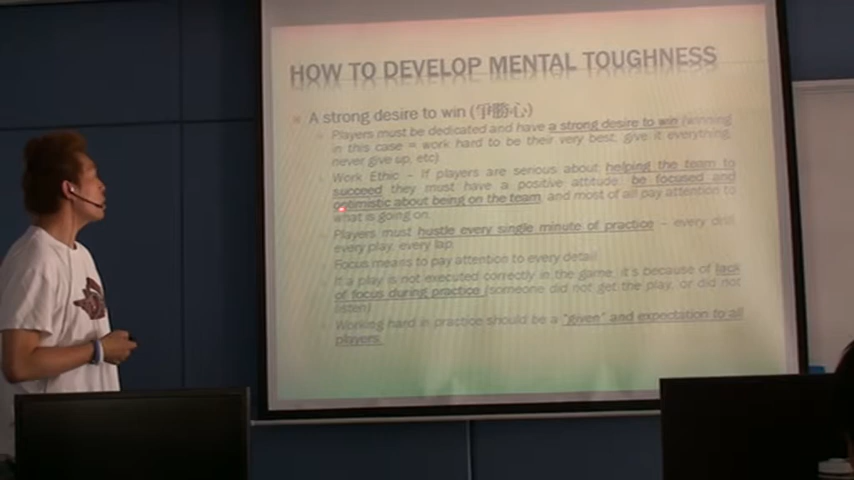 HOW TO DEVELOP MENTAL TOUGHNESS
A strong desire to win (爭勝心)
Players must be dedicated and have a strong desire to win (winning
in this case = work hard to be their very best, give it everything,
never give up, etc)
Work Ethic – If players are serious about helping the team to
succeed they must have a positive attitude, be focused and
optimistic about being on the team, and most of all pay attention to
what is going on.
Players must hustle every single minute of practice – every drill,
every play, every lap.
Focus means to pay attention to every detail.
If a play is not executed correctly in the game, it's because of lack
of focus during practice (someone did not get the play, or did not
listen)
Working hard in practice should be a "given" and expectation to all
players.